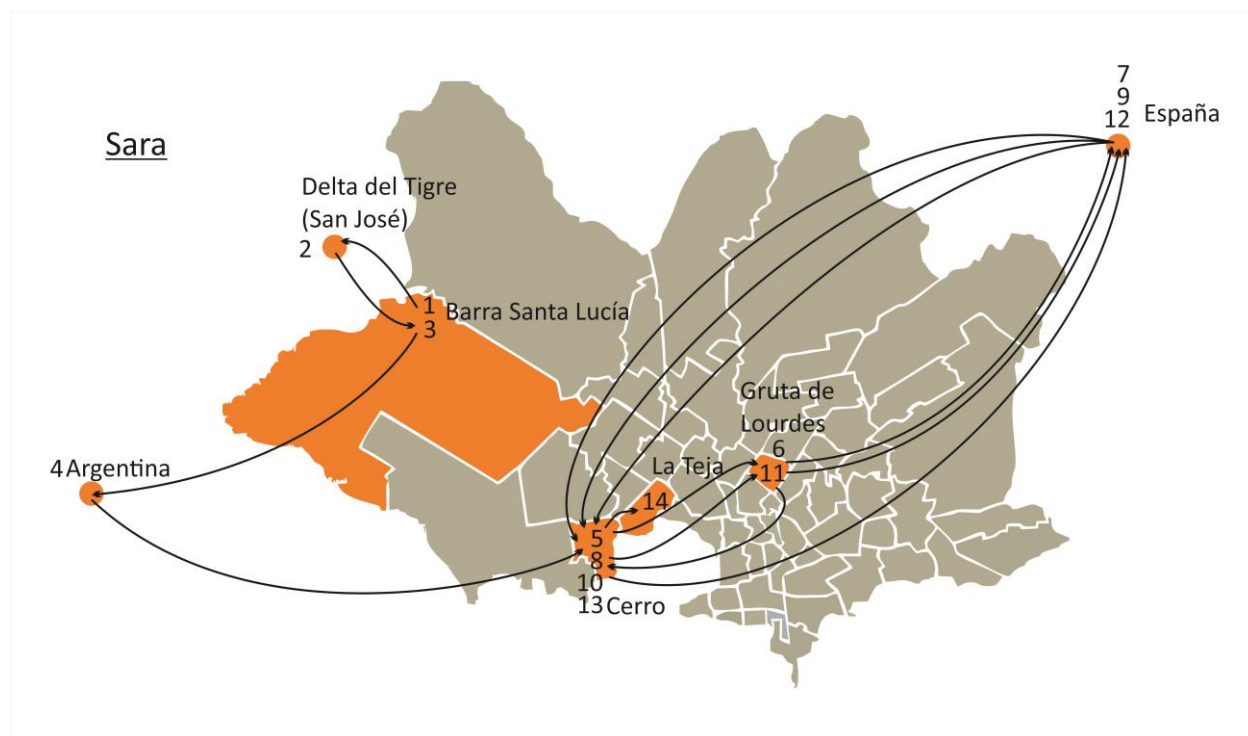 7
9
12 España
Sara
Delta del Tigre
(San José)
2
1
Barra Santa Lucía
3
Gruta de
Lourdes
6
4 Argentina
La Teja
11
14
5
8
10
13 Cerro